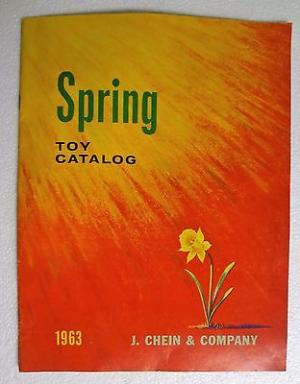 Spring
TOY
CATALOG
1963 J. CHEIN & COMPANY